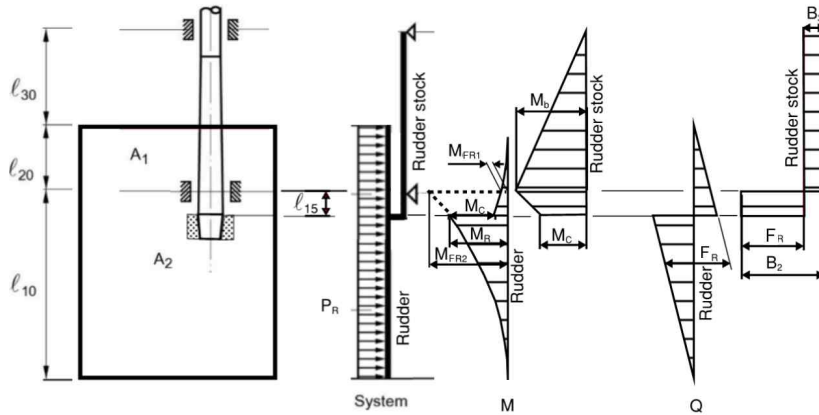 ℓ₃₀
ℓ₂₀
ℓ₁₀
A₁
A₂
ℓ₁₅
P_R
Rudder
Rudder stock
System
M_b
M_FR1
M_C
M_R
M_FR2
M_C
Rudder stock
Rudder
M
F_R
Rudder
Q
B₃
Rudder stock
F_R
B₂